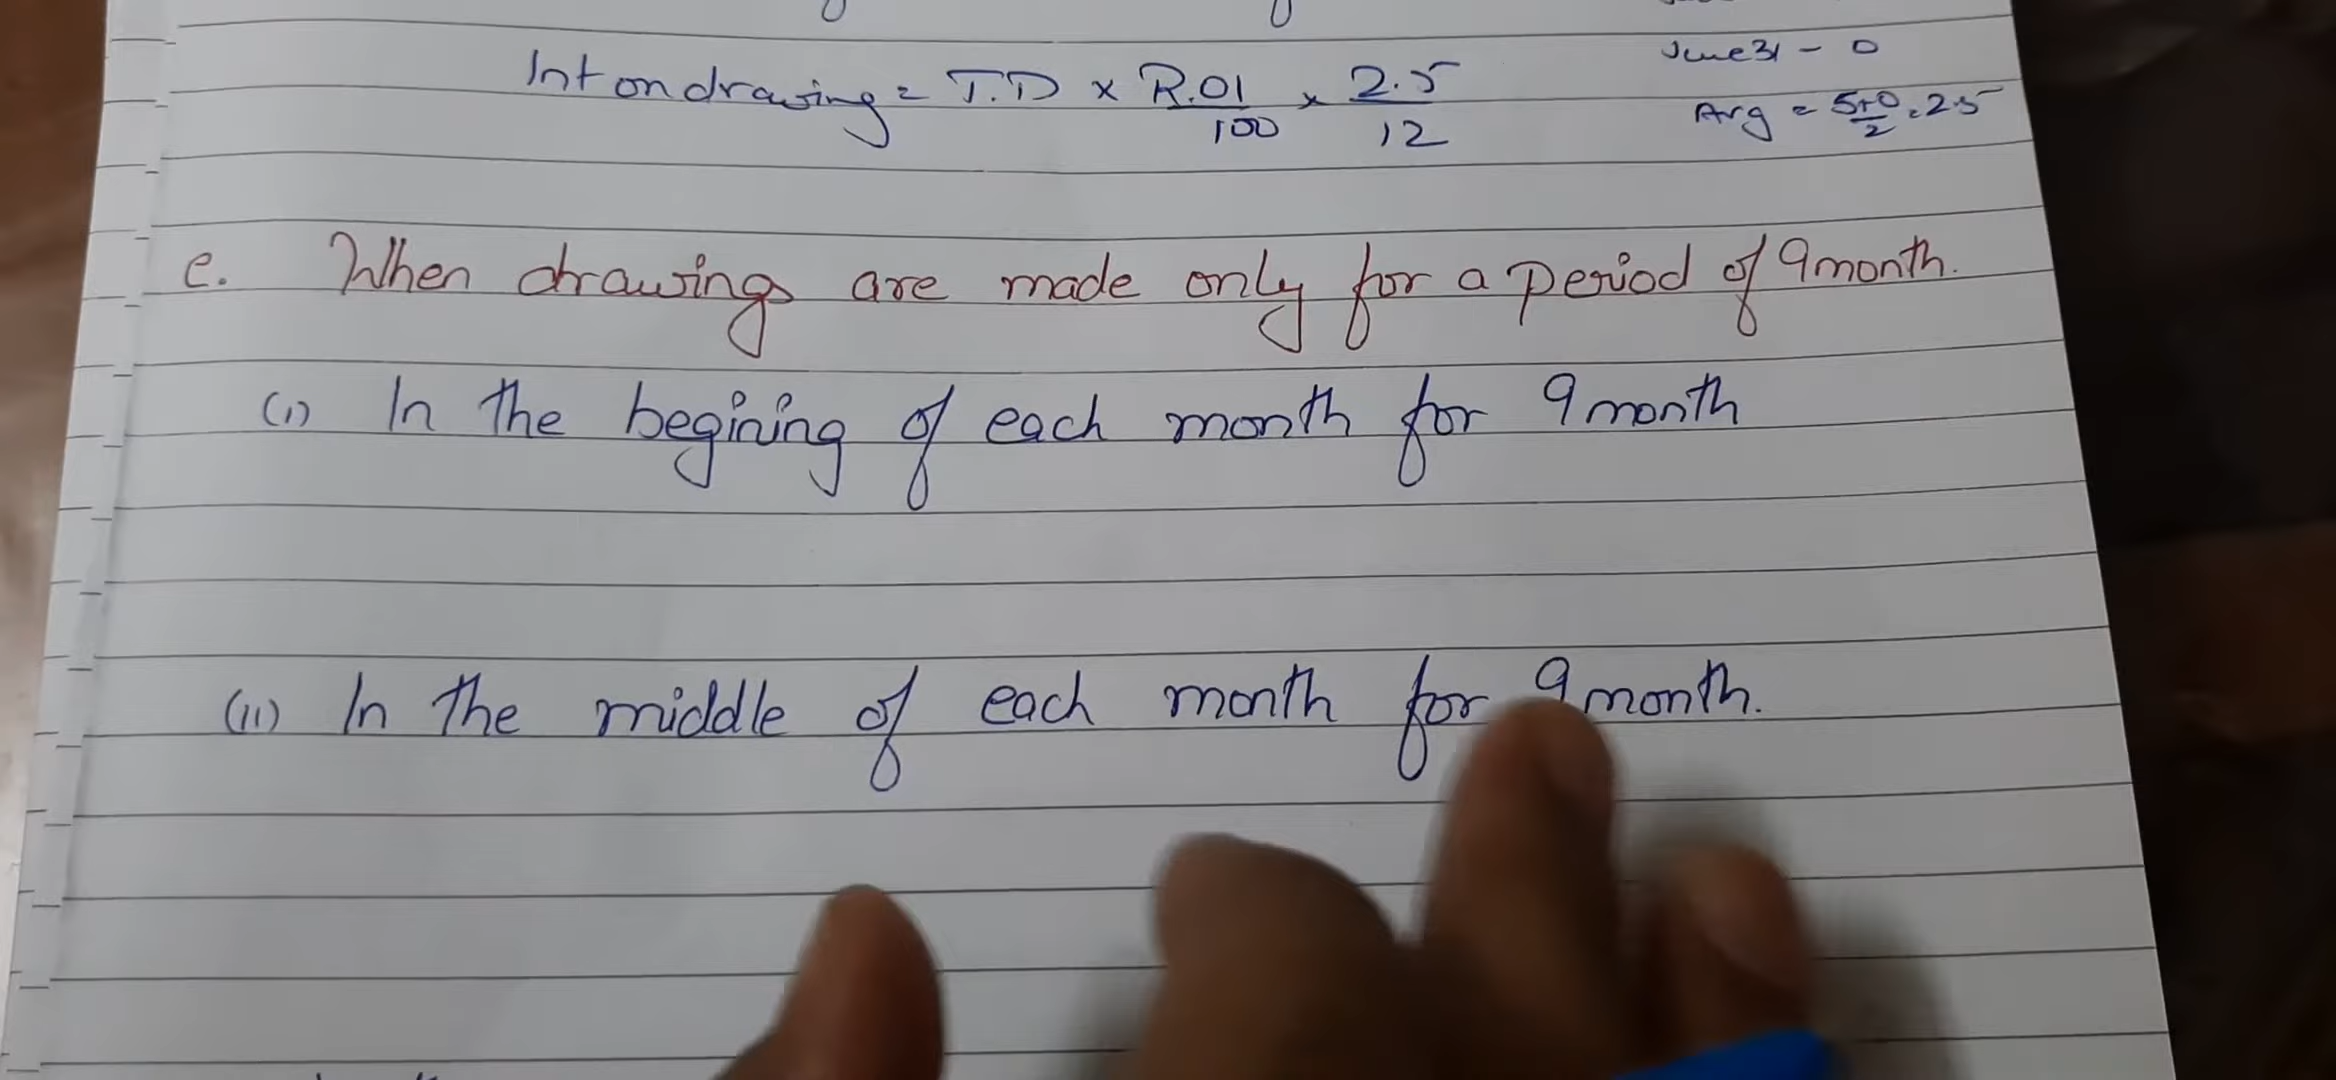 June 31 - 0
Int on drawing = T.D × R.OI / 100 × 2.5 / 12
Avg = 5+0 / 2 = 2.5
e. When drawings are made only for a period of 9 month.
(i) In the begining of each month for 9 month
(ii) In the middle of each month for 9 month.